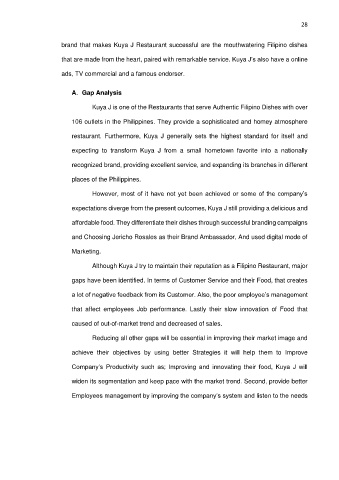 28
brand that makes Kuya J Restaurant successful are the mouthwatering Filipino dishes
that are made from the heart, paired with remarkable service. Kuya J's also have a online
ads, TV commercial and a famous endorser.
A. Gap Analysis
Kuya J is one of the Restaurants that serve Authentic Filipino Dishes with over
106 outlets in the Philippines. They provide a sophisticated and homey atmosphere
restaurant. Furthermore, Kuya J generally sets the highest standard for itself and
expecting to transform Kuya J from a small hometown favorite into a nationally
recognized brand, providing excellent service, and expanding its branches in different
places of the Philippines.
However, most of it have not yet been achieved or some of the company's
expectations diverge from the present outcomes, Kuya J still providing a delicious and
affordable food. They differentiate their dishes through successful branding campaigns
and Choosing Jericho Rosales as their Brand Ambassador, And used digital mode of
Marketing.
Although Kuya J try to maintain their reputation as a Filipino Restaurant, major
gaps have been identified. In terms of Customer Service and their Food, that creates
a lot of negative feedback from its Customer. Also, the poor employee's management
that affect employees Job performance. Lastly their slow innovation of Food that
caused of out-of-market trend and decreased of sales.
Reducing all other gaps will be essential in improving their market image and
achieve their objectives by using better Strategies it will help them to Improve
Company's Productivity such as; Improving and innovating their food, Kuya J will
widen its segmentation and keep pace with the market trend. Second, provide better
Employees management by improving the company's system and listen to the needs